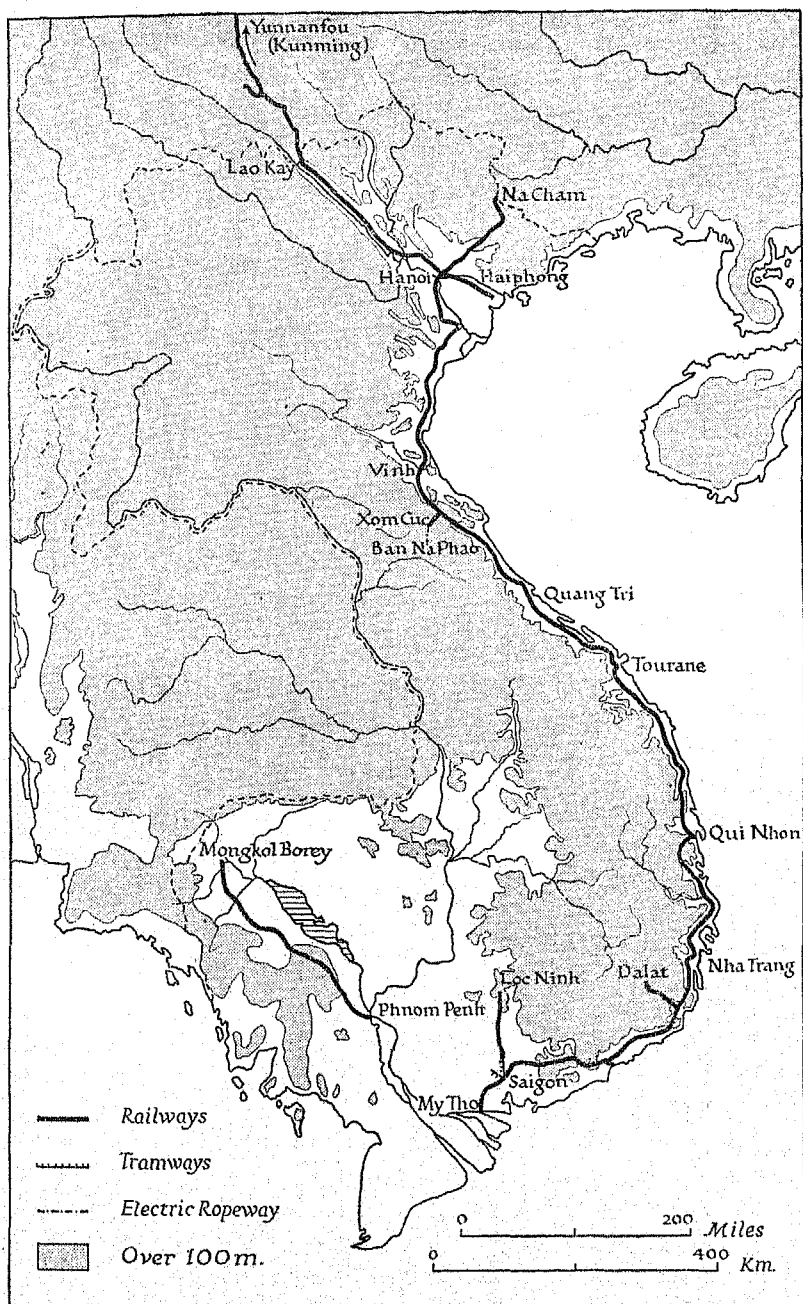 Yunnanfou
(Kunming)
Lao Kay
Na Cham
Hanoi
Haiphong
Vinh
Xom Cuc
Ban Na Phao
Quang Tri
Tourane
Qui Nhon
Mongkol Borey
Nha Trang
Dalat
Loc Ninh
Phnom Penh
Saigon
My Tho
Railways
Tramways
Electric Ropeway
Over 100m.
0 200 Miles
0 400 Km.